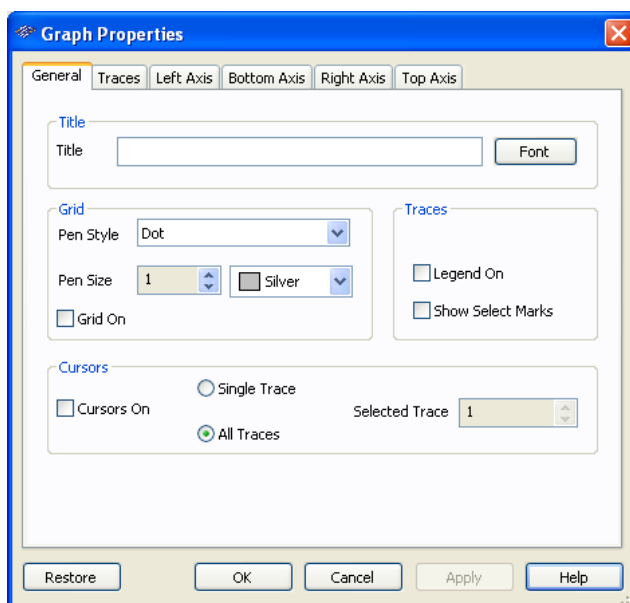 Graph Properties
General Traces Left Axis Bottom Axis Right Axis Top Axis
Title
Title Font
Grid Traces
Pen Style Dot
Pen Size 1 Silver Legend On
Grid On Show Select Marks
Cursors
Single Trace
Cursors On Selected Trace 1
All Traces
Restore OK Cancel Apply Help